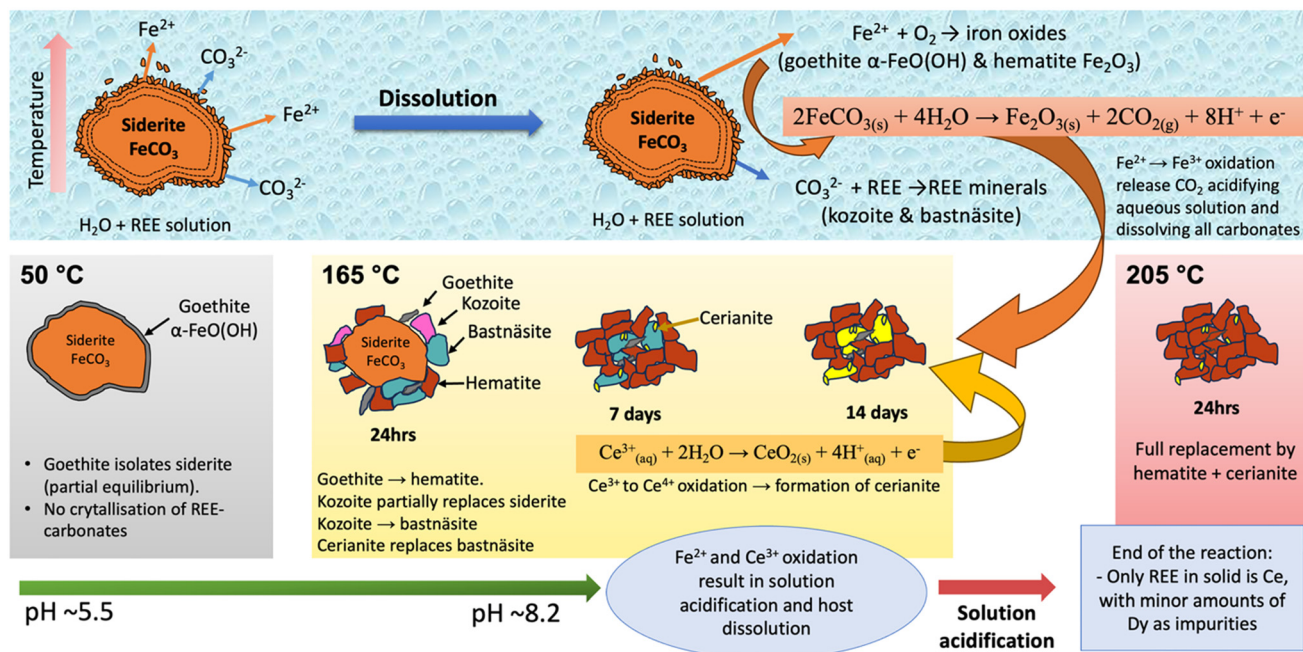 Temperature
Fe²⁺
CO₃²⁻
Siderite
FeCO₃
Fe²⁺
CO₃²⁻
H₂O + REE solution
Dissolution
Siderite
FeCO₃
H₂O + REE solution
Fe²⁺ + O₂ → iron oxides
(goethite α-FeO(OH) & hematite Fe₂O₃)
2FeCO₃(s) + 4H₂O → Fe₂O₃(s) + 2CO₂(g) + 8H⁺ + e⁻
CO₃²⁻ + REE →REE minerals
(kozoite & bastnäsite)
Fe²⁺ → Fe³⁺ oxidation
release CO₂ acidifying
aqueous solution and
dissolving all carbonates
50 °C
Goethite
α-FeO(OH)
Siderite
FeCO₃
• Goethite isolates siderite
(partial equilibrium).
• No crytallisation of REE-
carbonates
165 °C
Goethite
Kozoite
Bastnäsite
Siderite
FeCO₃
Hematite
24hrs
Cerianite
7 days
14 days
Ce³⁺(aq) + 2H₂O → CeO₂(s) + 4H⁺(aq) + e⁻
Ce³⁺ to Ce⁴⁺ oxidation → formation of cerianite
Goethite → hematite.
Kozoite partially replaces siderite
Kozoite → bastnäsite
Cerianite replaces bastnäsite
205 °C
24hrs
Full replacement by
hematite + cerianite
pH ~5.5
pH ~8.2
Fe²⁺ and Ce³⁺ oxidation
result in solution
acidification and host
dissolution
Solution
acidification
End of the reaction:
- Only REE in solid is Ce,
with minor amounts of
Dy as impurities